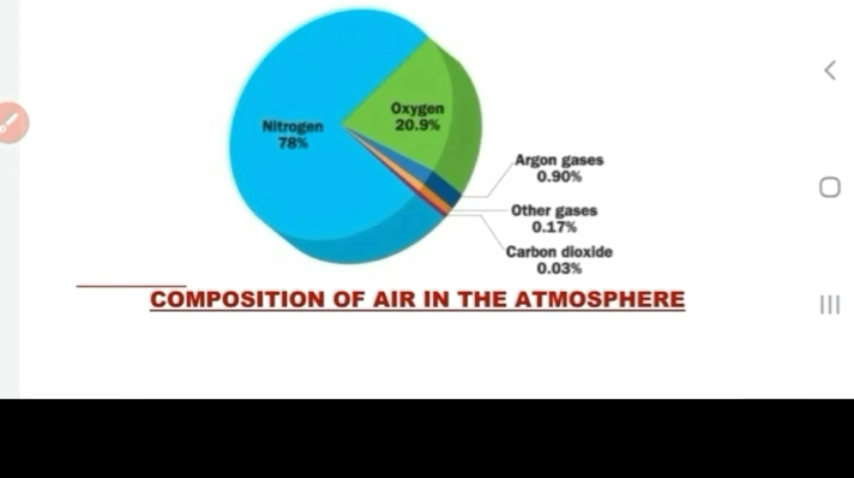 Nitrogen
78%
Oxygen
20.9%
Argon gases
0.90%
Other gases
0.17%
Carbon dioxide
0.03%
COMPOSITION OF AIR IN THE ATMOSPHERE